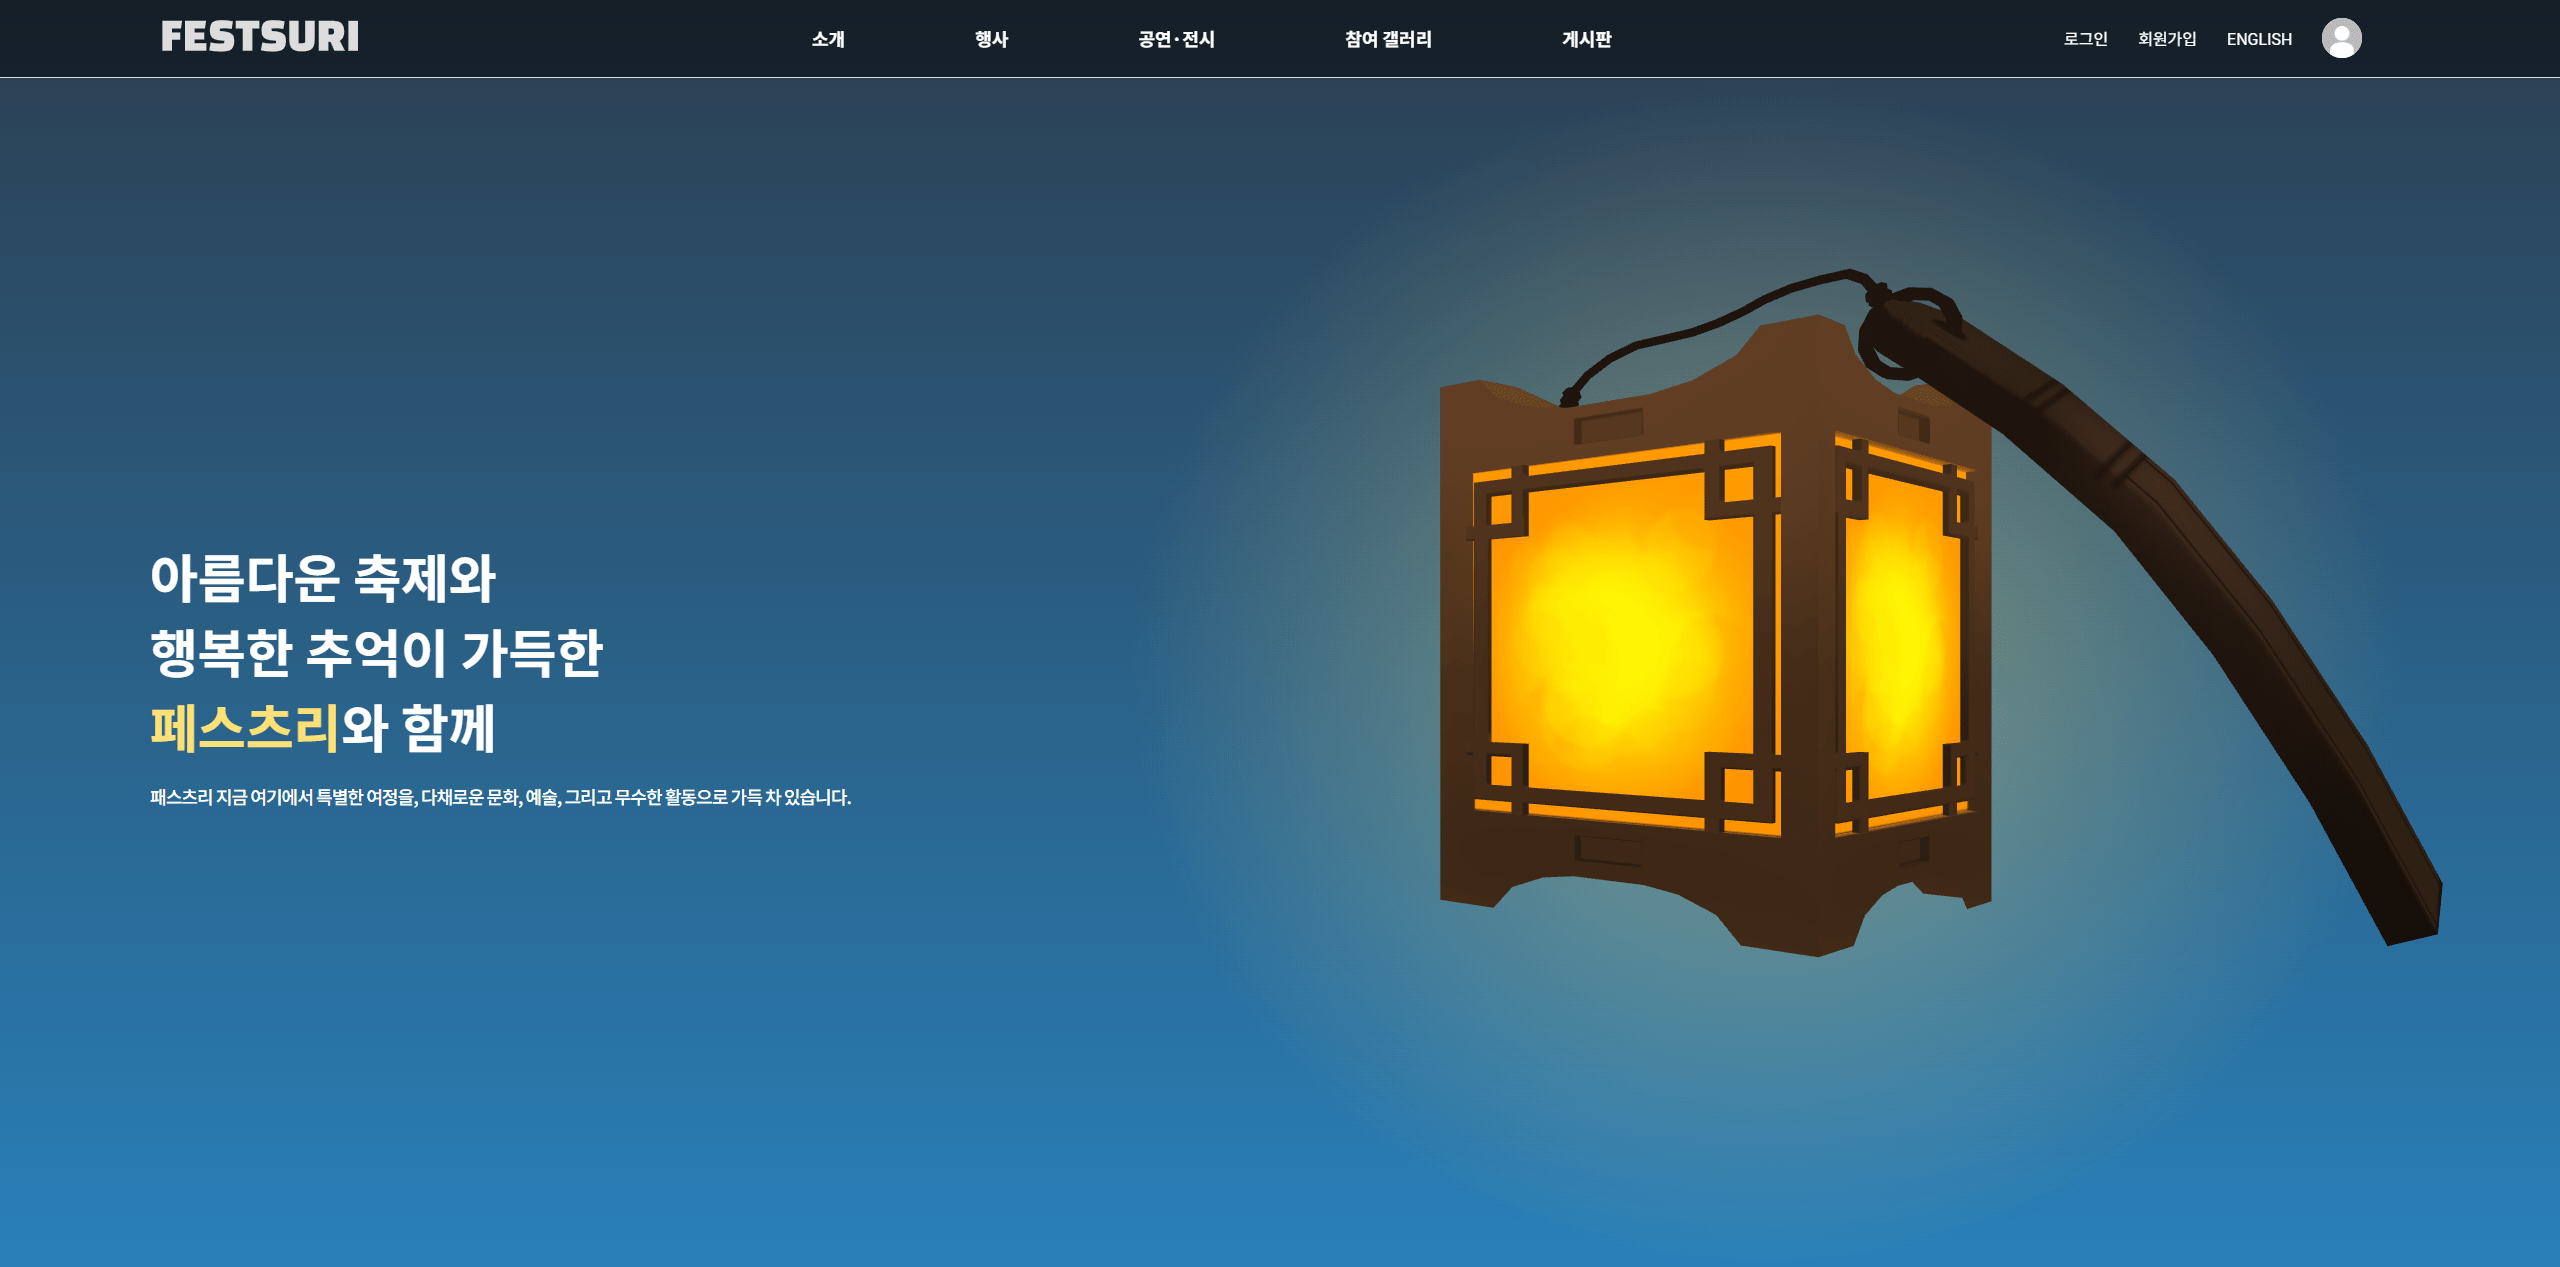 FESTSURI
소개
행사
공연·전시
참여 갤러리
게시판
로그인
회원가입
ENGLISH
아름다운 축제와
행복한 추억이 가득한
페스츠리와 함께
패스츠리 지금 여기에서 특별한 여정을, 다채로운 문화, 예술, 그리고 무수한 활동으로 가득 차 있습니다.